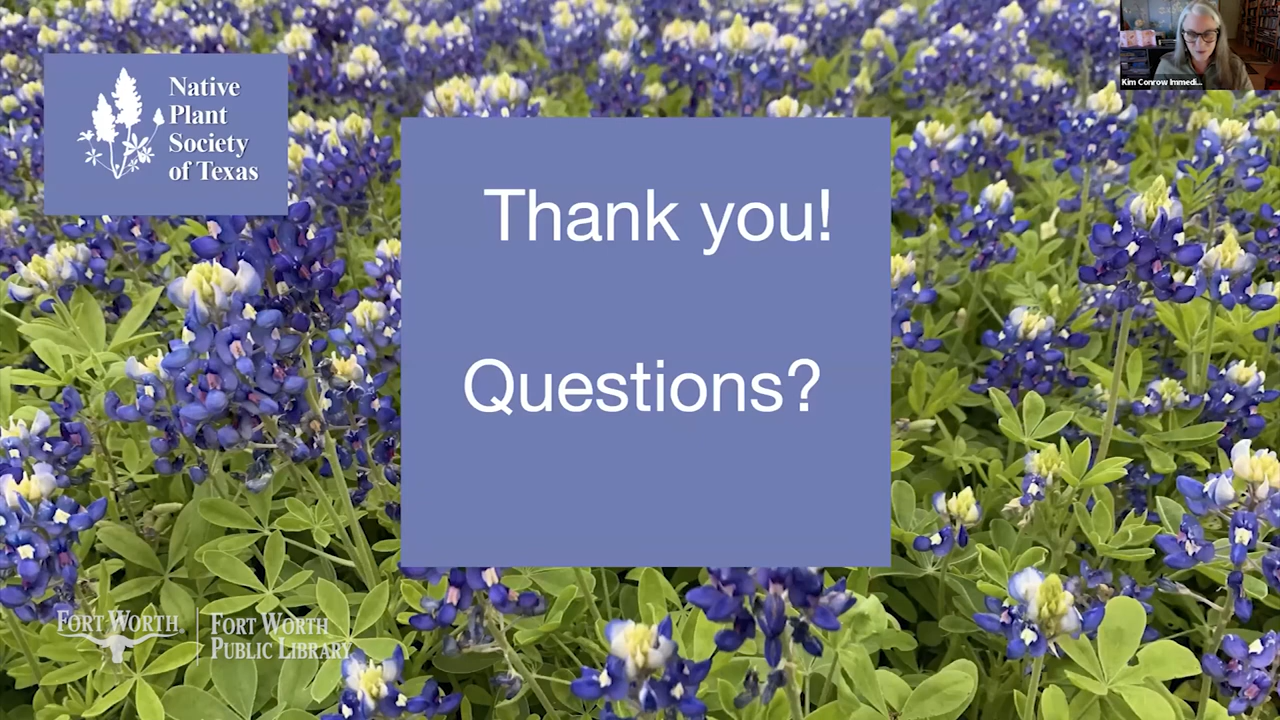 Native
Plant
Society
of Texas
Kim Conrow Immedi...
Thank you!
Questions?
FORT WORTH®
FORT WORTH
PUBLIC LIBRARY